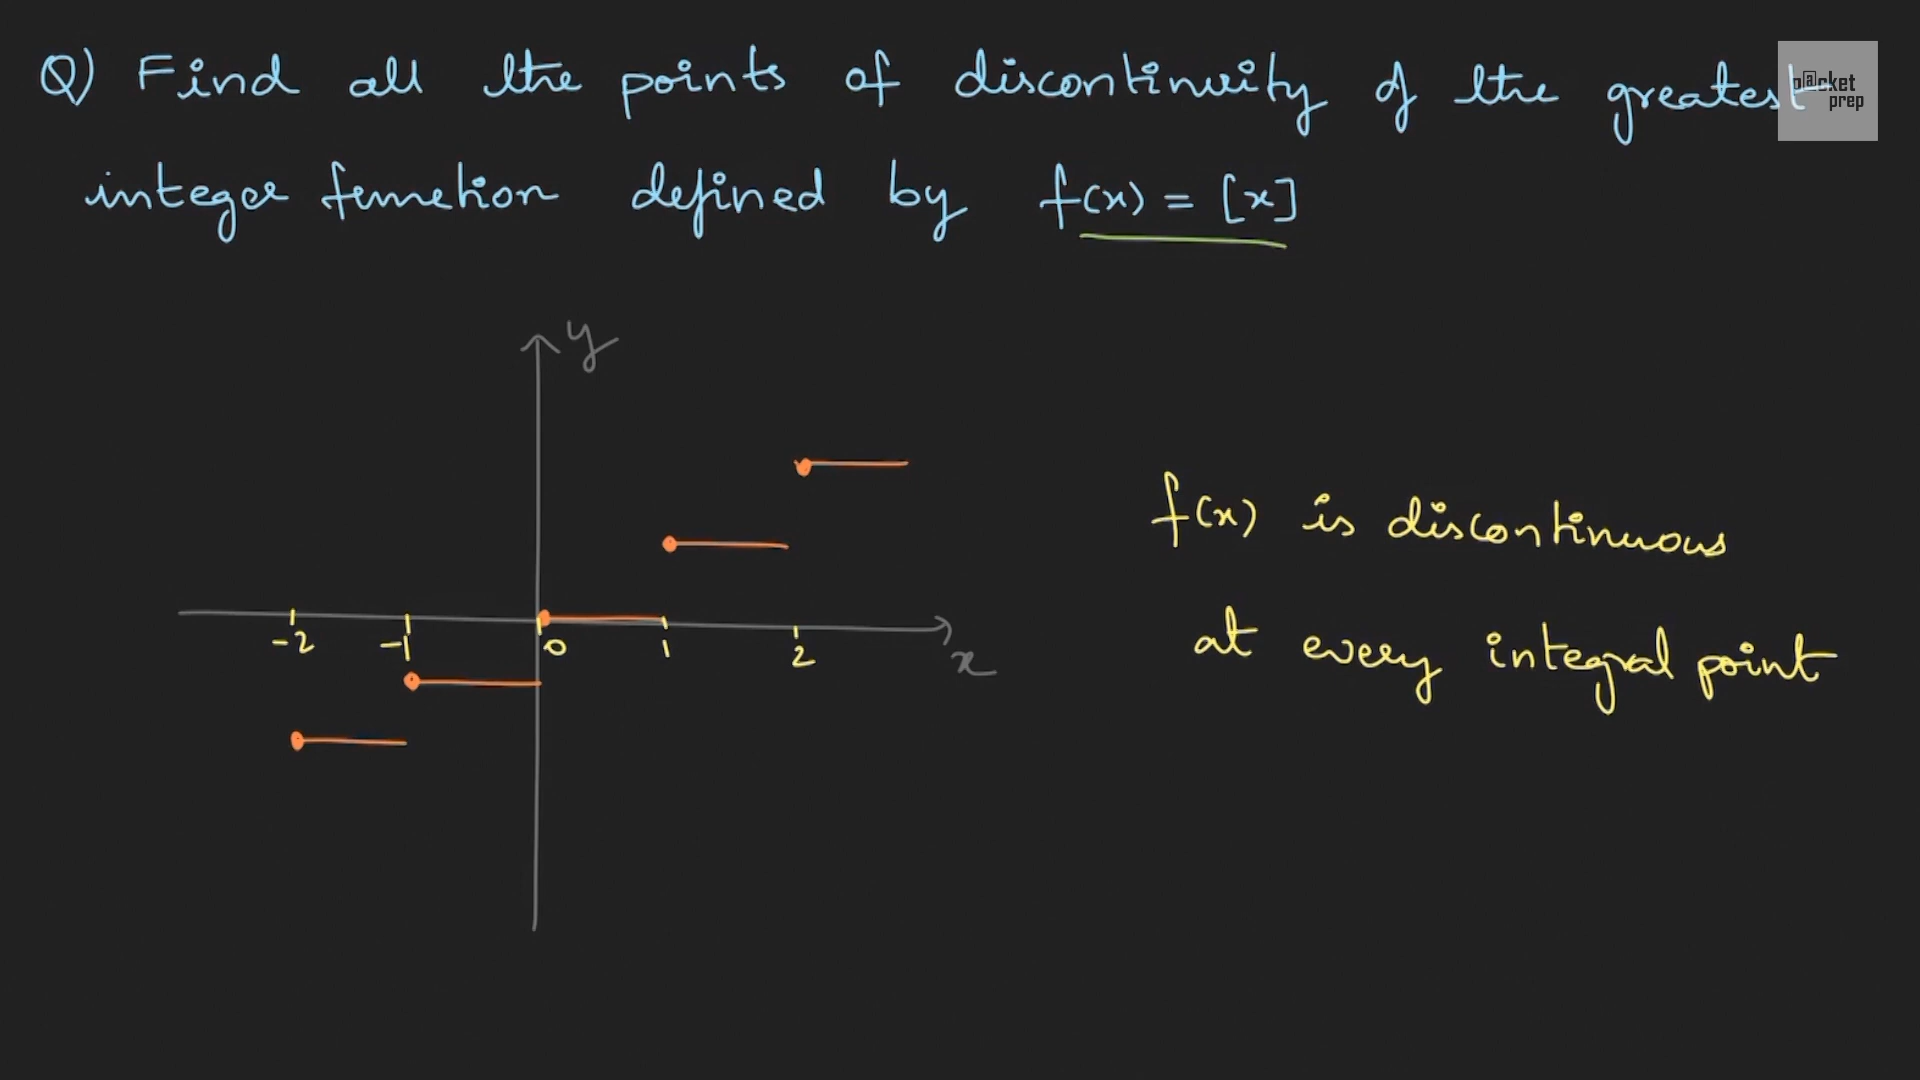 Q) Find all the points of discontinuity of the greatest
p@cket
prep
integer function defined by f(x) = [x]
y
f(x) is discontinuous
-2 -1 0 1 2 x
at every integral point